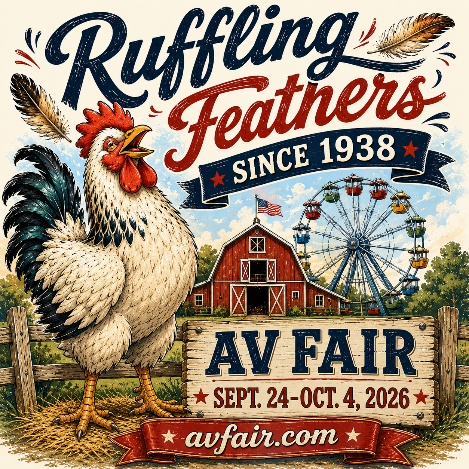 Ruffling
Feathers
SINCE 1938
AV FAIR
SEPT. 24-OCT. 4, 2026
avfair.com